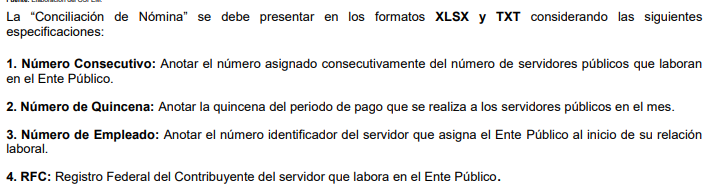 La “Conciliación de Nómina” se debe presentar en los formatos XLSX y TXT considerando las siguientes
especificaciones:
1. Número Consecutivo: Anotar el número asignado consecutivamente del número de servidores públicos que laboran
en el Ente Público.
2. Número de Quincena: Anotar la quincena del periodo de pago que se realiza a los servidores públicos en el mes.
3. Número de Empleado: Anotar el número identificador del servidor que asigna el Ente Público al inicio de su relación
laboral.
4. RFC: Registro Federal del Contribuyente del servidor que labora en el Ente Público.